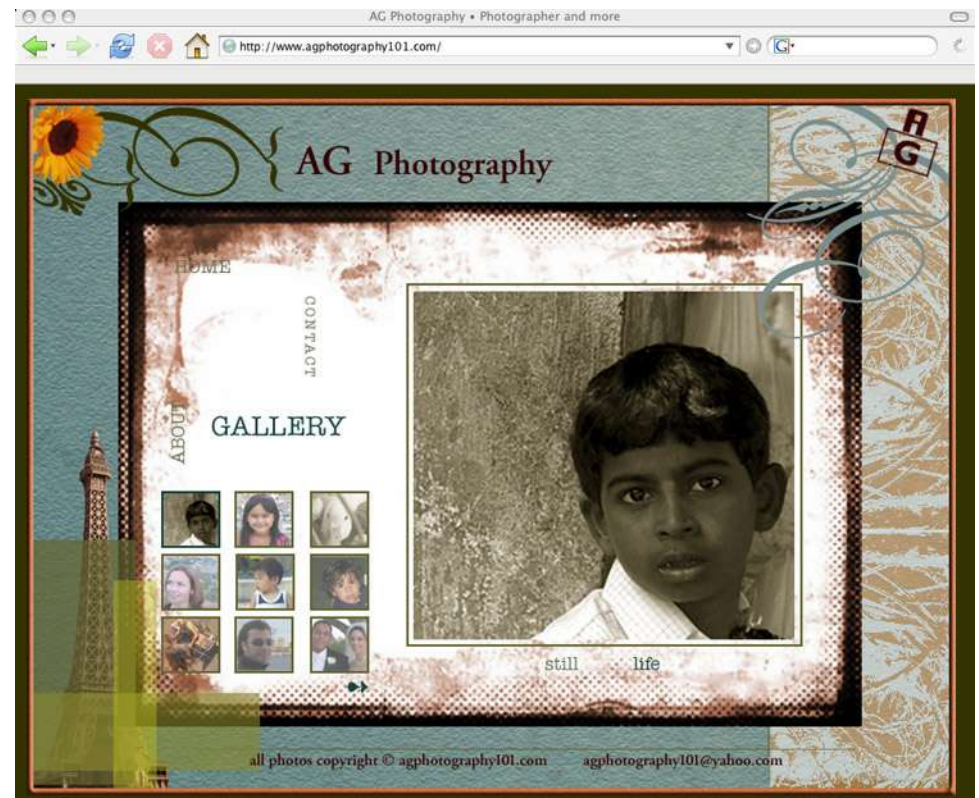 AG Photography • Photographer and more
http://www.agphotography101.com/
G
AG Photography
AG
HOME
CONTACT
ABOUT
GALLERY
still life
all photos copyright © agphotography101.com agphotography101@yahoo.com